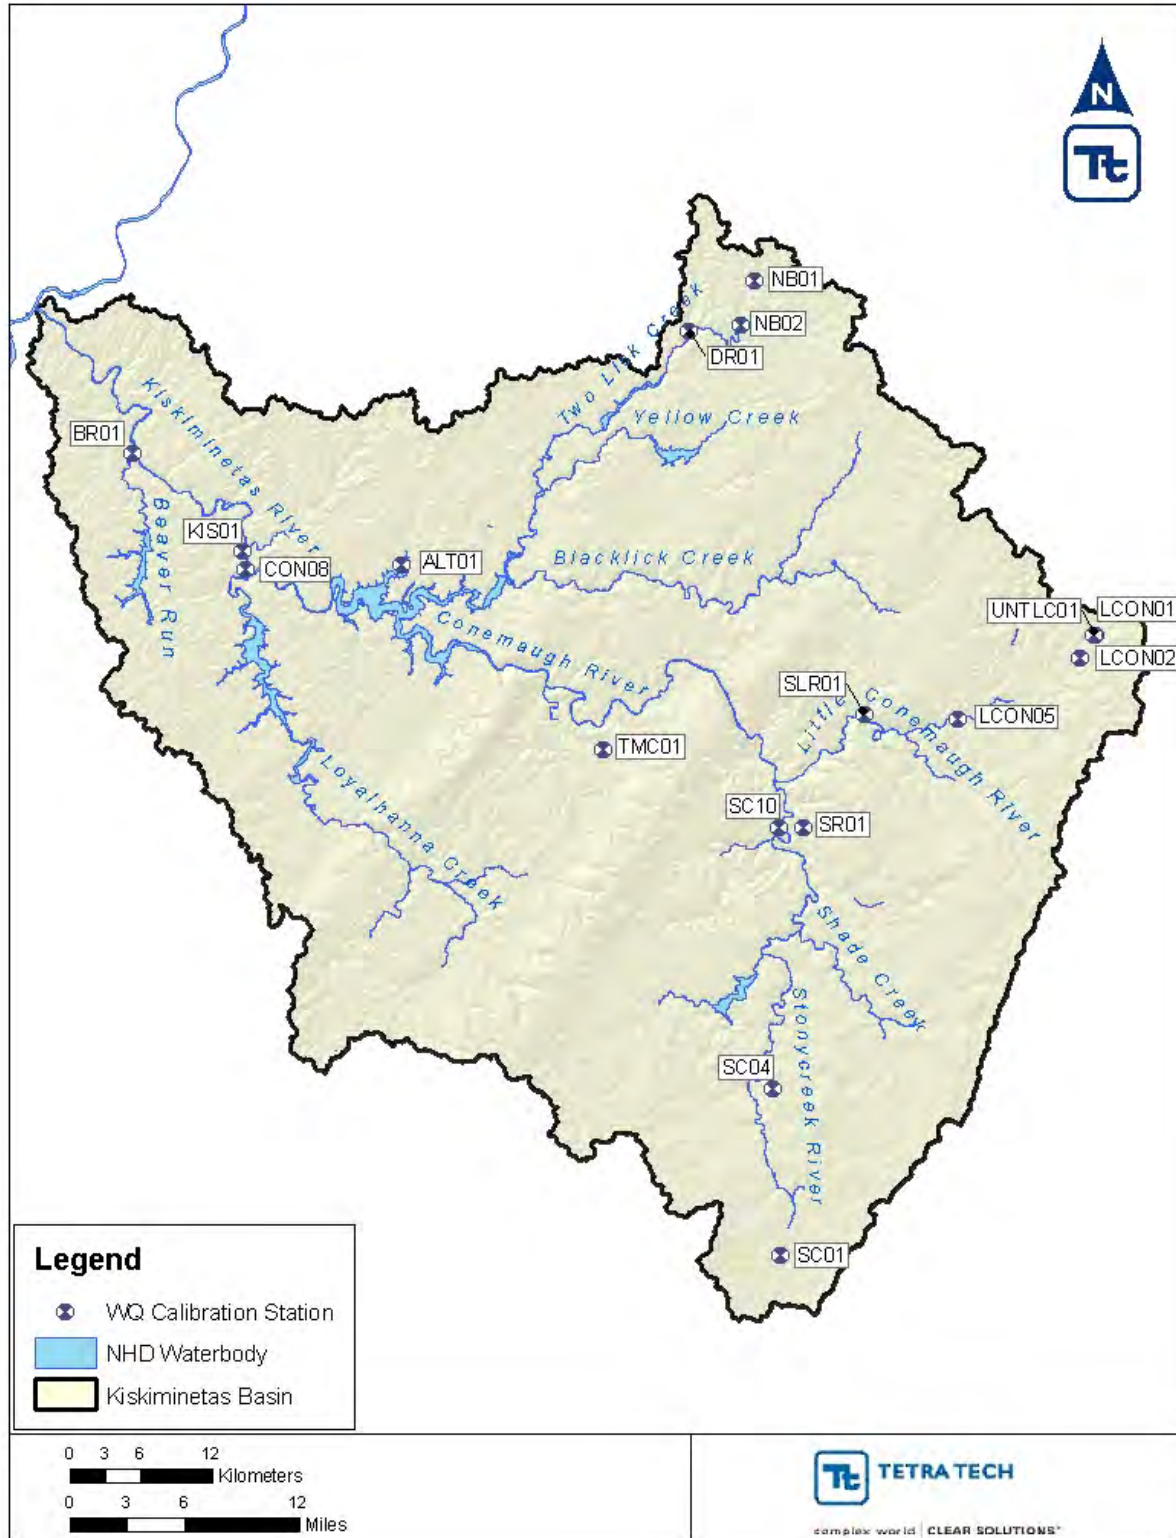 N
Tt
NB01
NB02
DR01
Two Lick Creek
Yellow Creek
Kiskiminetas River
BR01
Beaver Run
KIS01
CON08
ALT01
Blacklick Creek
Conemaugh River
UNTLC01
LCON01
LCON02
SLR01
LCON05
Little Conemaugh River
TMC01
Loyalhanna Creek
SC10
SR01
Shade Creek
Stonycreek River
SC04
SC01
Legend
WQ Calibration Station
NHD Waterbody
Kiskiminetas Basin
0 3 6 12
Kilometers
0 3 6 12
Miles
Tt TETRA TECH
complex world | CLEAR SOLUTIONS™